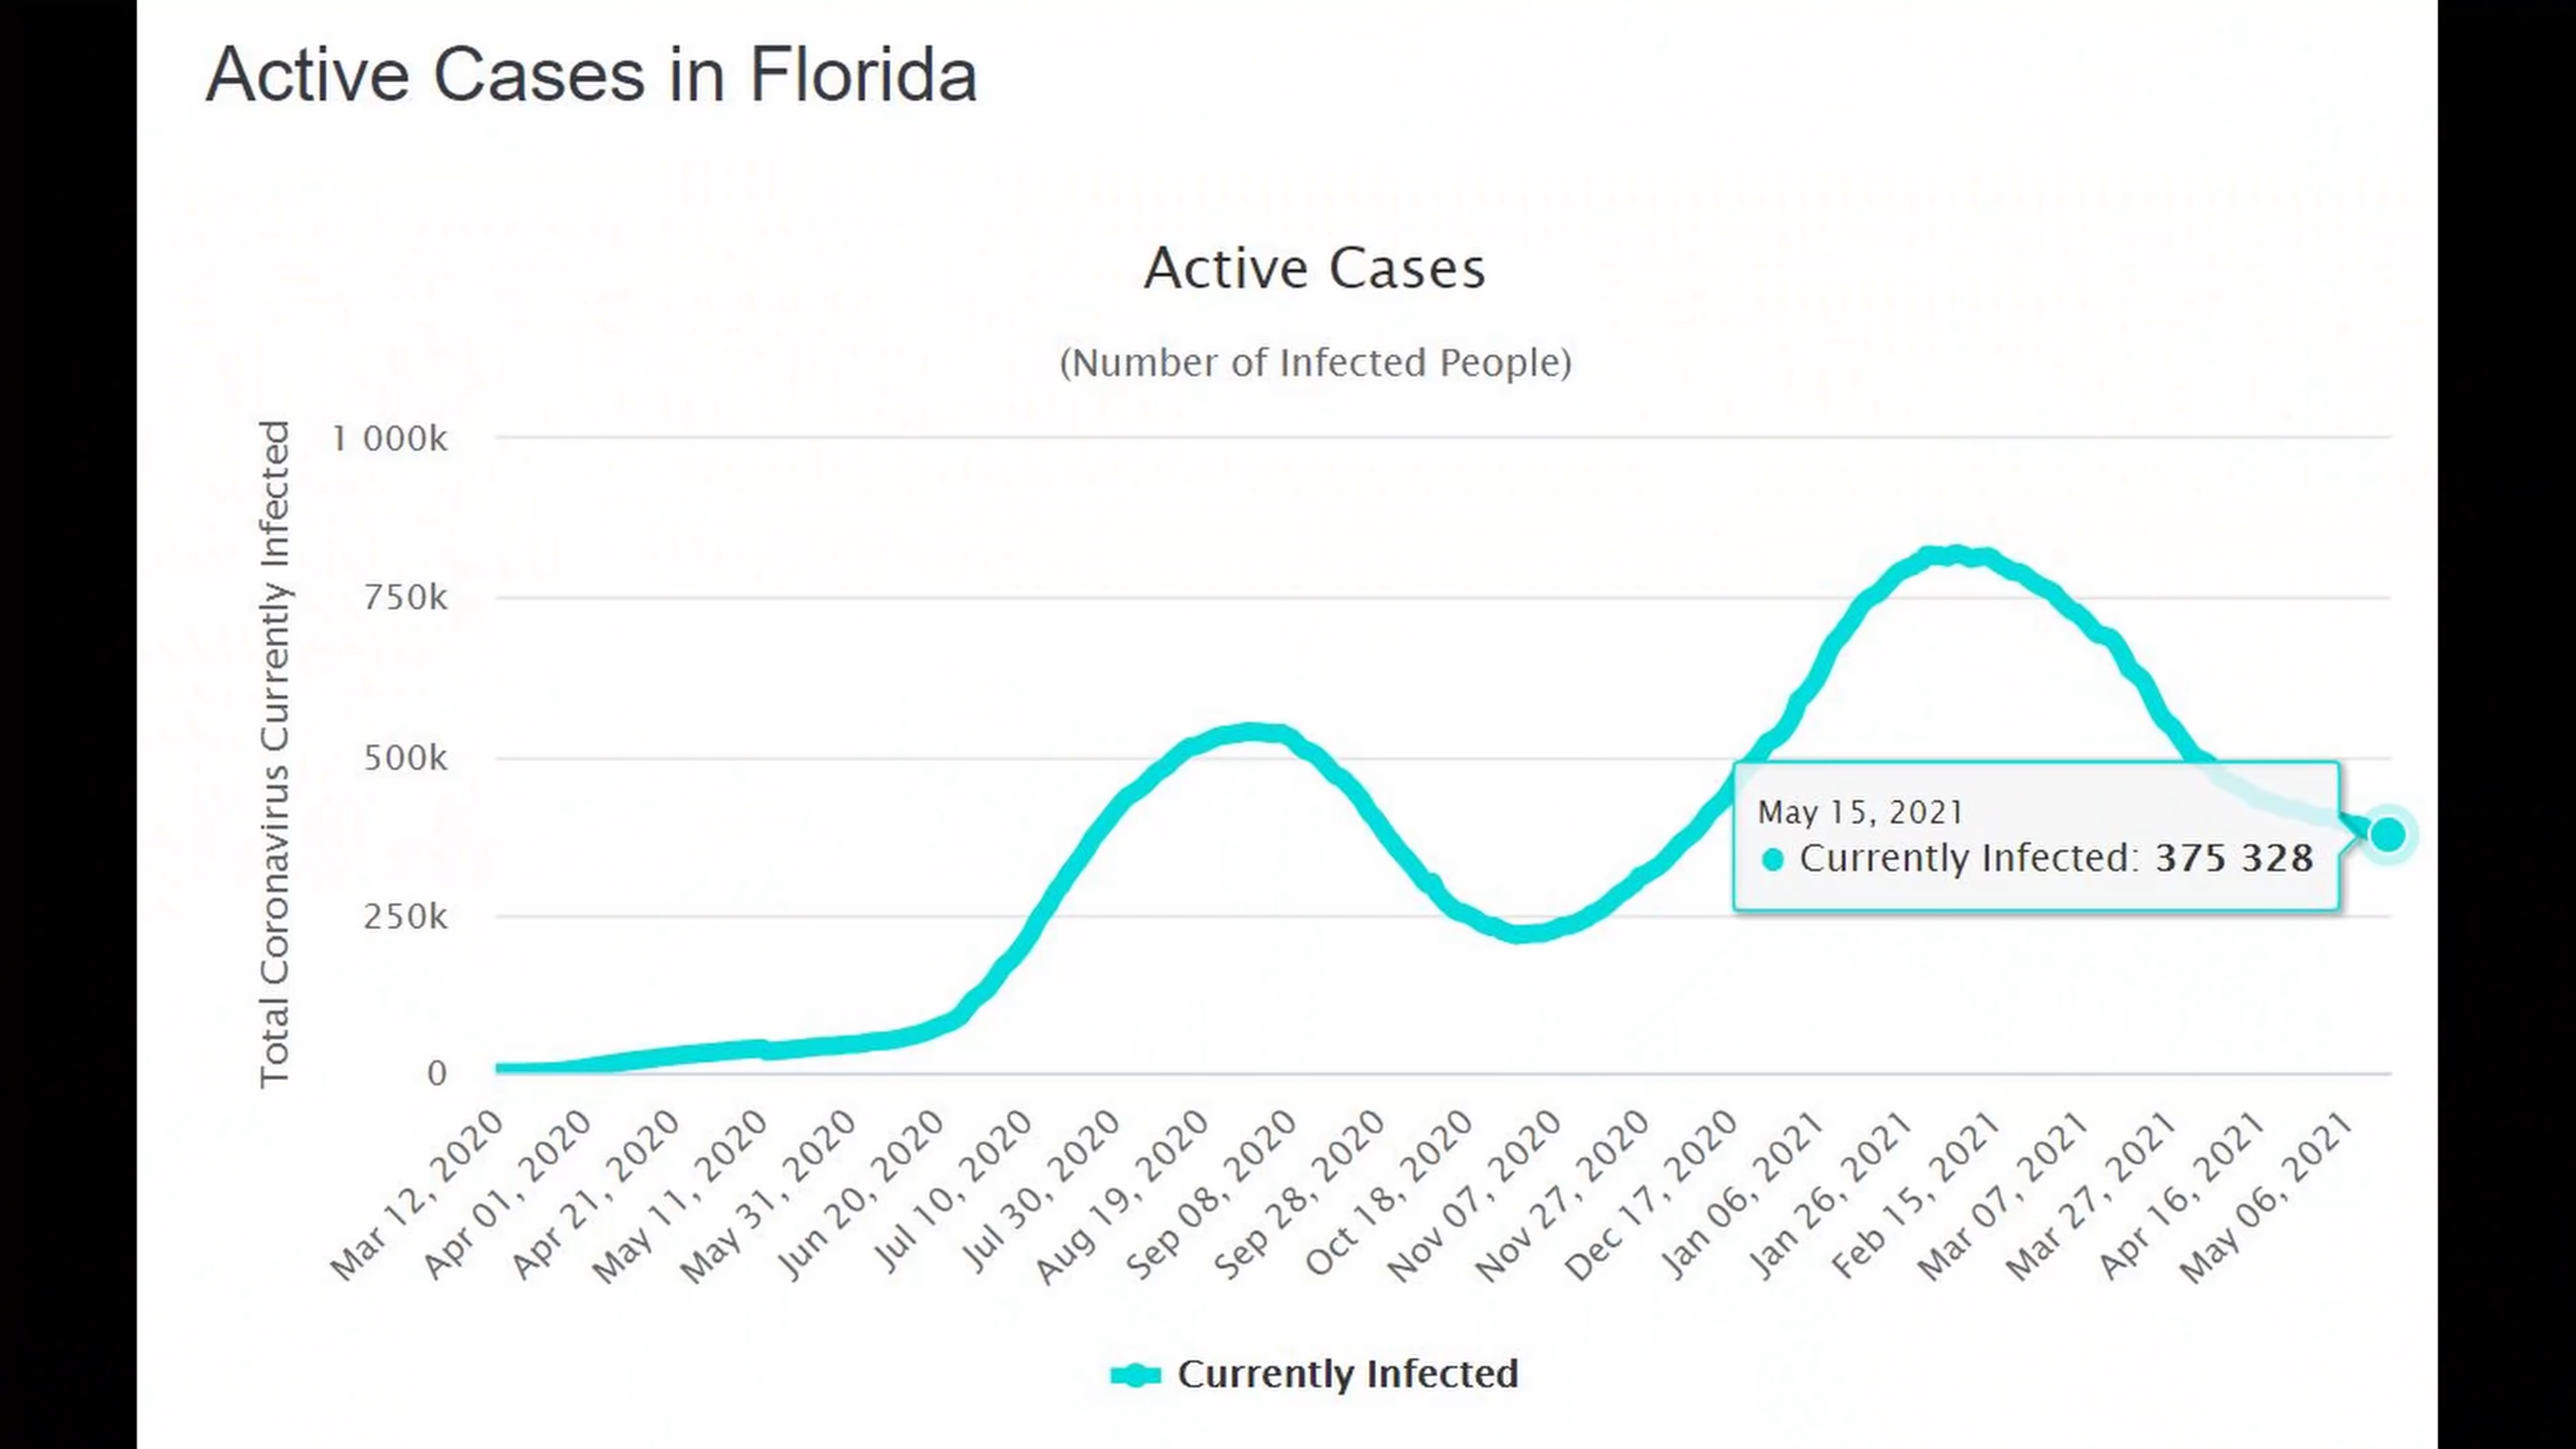 Active Cases in Florida
Active Cases
(Number of Infected People)
Total Coronavirus Currently Infected
1 000k
750k
500k
250k
0
May 15, 2021
Currently Infected: 375 328
Mar 12, 2020
Apr 01, 2020
Apr 21, 2020
May 11, 2020
May 31, 2020
Jun 20, 2020
Jul 10, 2020
Jul 30, 2020
Aug 19, 2020
Sep 08, 2020
Sep 28, 2020
Oct 18, 2020
Nov 07, 2020
Nov 27, 2020
Dec 17, 2020
Jan 06, 2021
Jan 26, 2021
Feb 15, 2021
Mar 07, 2021
Mar 27, 2021
Apr 16, 2021
May 06, 2021
Currently Infected